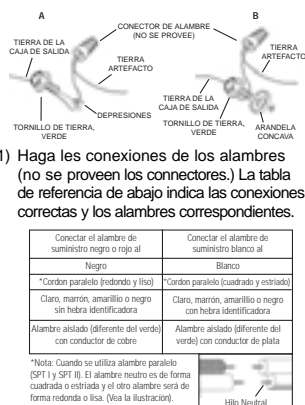 A
B
CONECTOR DE ALAMBRE
(NO SE PROVEE)
TIERRA DE LA
CAJA DE SALIDA
TIERRA
ARTEFACTO
TIERRA
ARTEFACTO
DEPRESIONES
TORNILLO DE TIERRA,
VERDE
TIERRA DE LA
CAJA DE SALIDA
TORNILLO DE TIERRA,
VERDE
ARANDELA
CONCAVA
1) Haga les conexiones de los alambres
(no se proveen los connectores.) La tabla
de referencia de abajo indica las conexiones
correctas y los alambres correspondientes.
Conectar el alambre de
suministro negro o rojo al
Conectar el alambre de
suministro blanco al
Negro
Blanco
*Cordon paralelo (redondo y liso)
*Cordon paralelo (cuadrado y estriado)
Claro, marrón, amarillio o negro
sin hebra identificadora
Claro, marrón, amarillio o negro
con hebra identificadora
Alambre aislado (diferente del verde)
con conductor de cobre
Alambre aislado (diferente del
verde) con conductor de plata
*Nota: Cuando se utiliza alambre paralelo
(SPT I y SPT II). El alambre neutro es de forma
cuadrada o estriada y el otro alambre será de
forma redonda o lisa. (Vea la ilustración).
Hilo Neutral